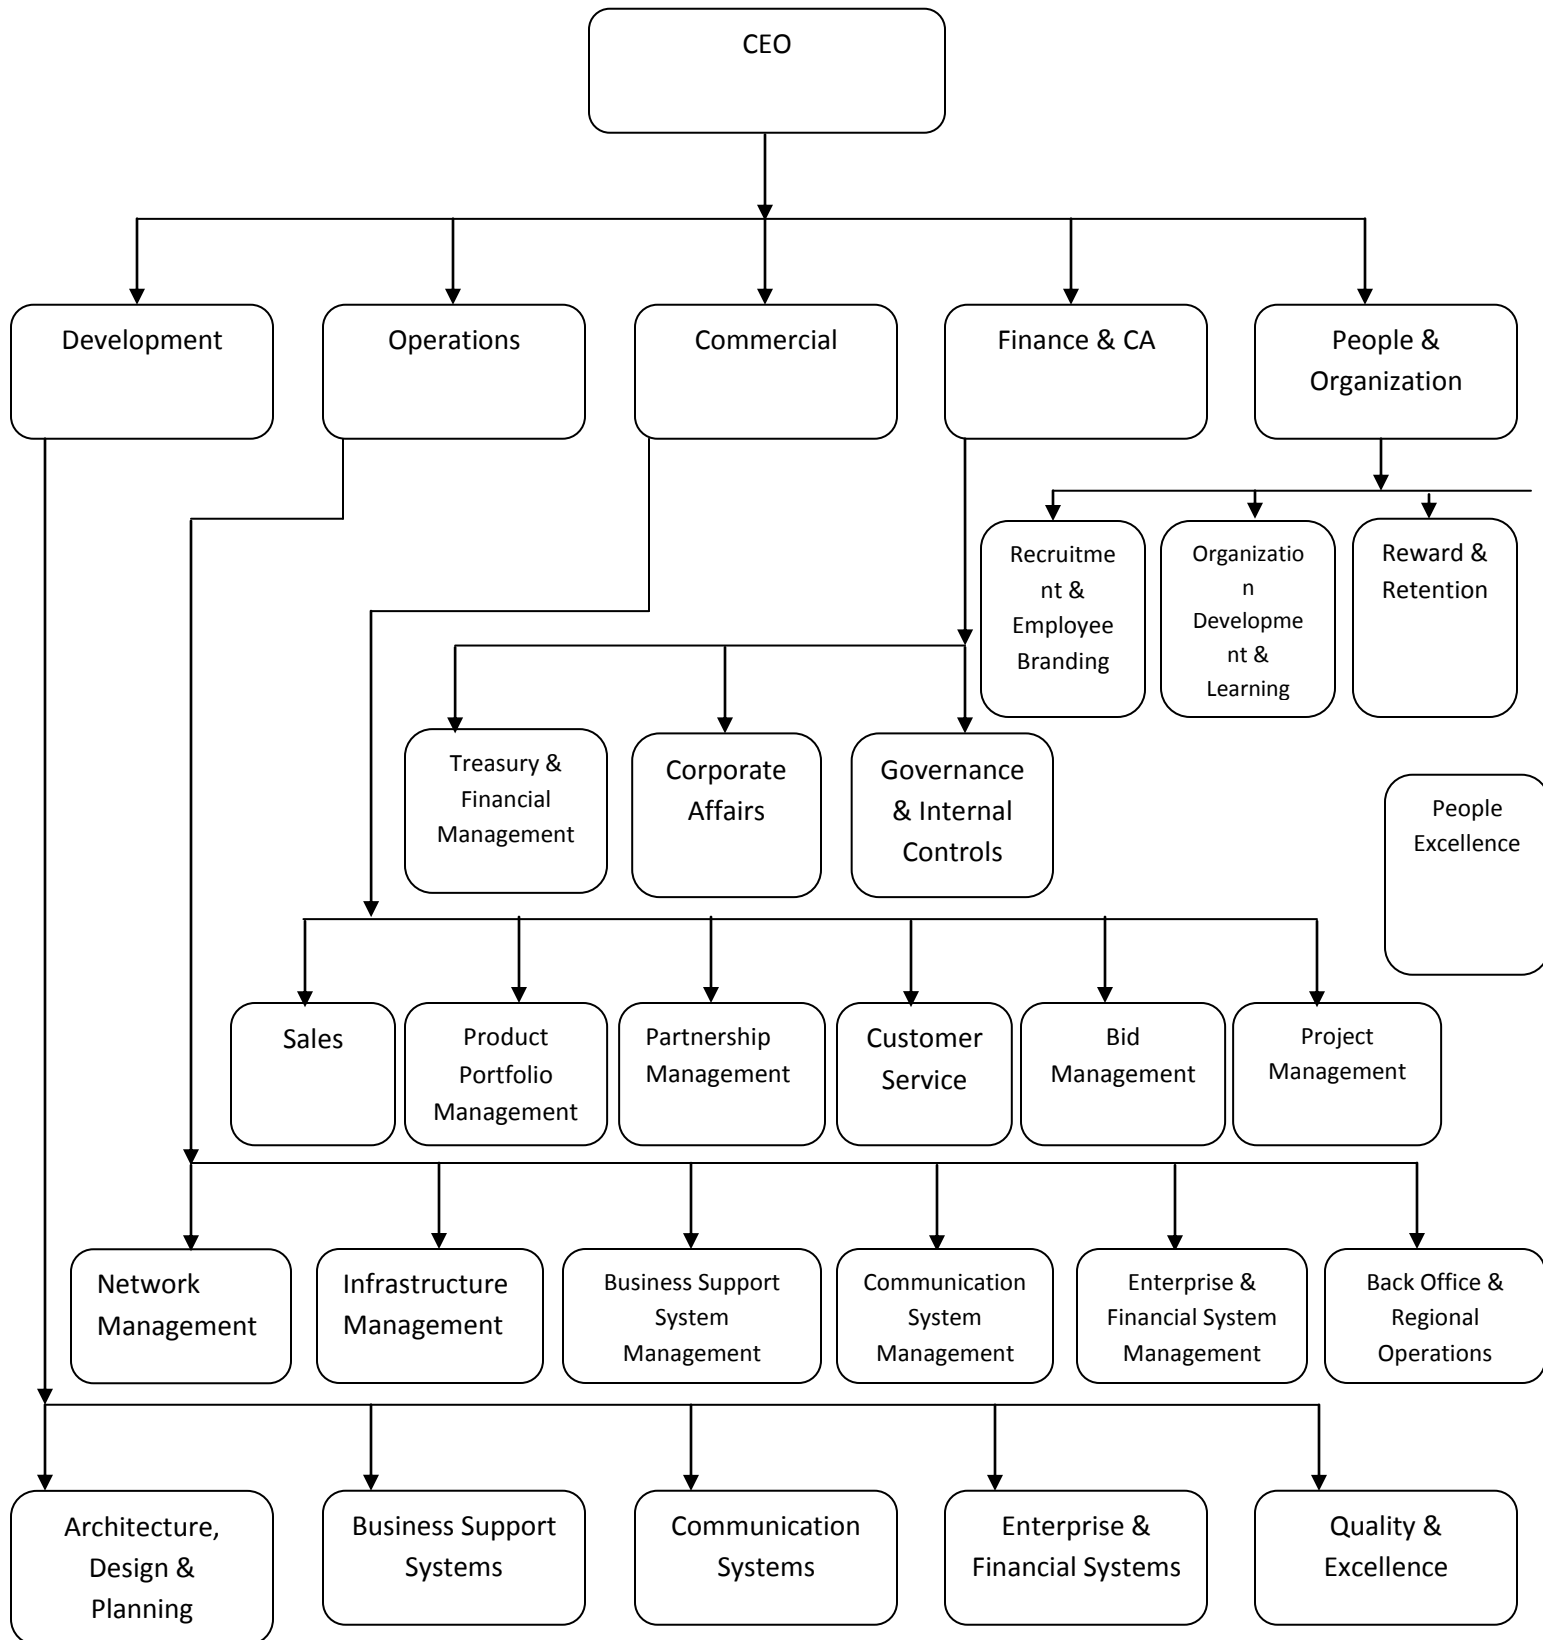 CEO
Development
Operations
Commercial
Finance & CA
People &
Organization
Recruitme
nt &
Employee
Branding
Organizatio
n
Developme
nt &
Learning
Reward &
Retention
Treasury &
Financial
Management
Corporate
Affairs
Governance
& Internal
Controls
People
Excellence
Sales
Product
Portfolio
Management
Partnership
Management
Customer
Service
Bid
Management
Project
Management
Network
Management
Infrastructure
Management
Business Support
System
Management
Communication
System
Management
Enterprise &
Financial System
Management
Back Office &
Regional
Operations
Architecture,
Design &
Planning
Business Support
Systems
Communication
Systems
Enterprise &
Financial Systems
Quality &
Excellence